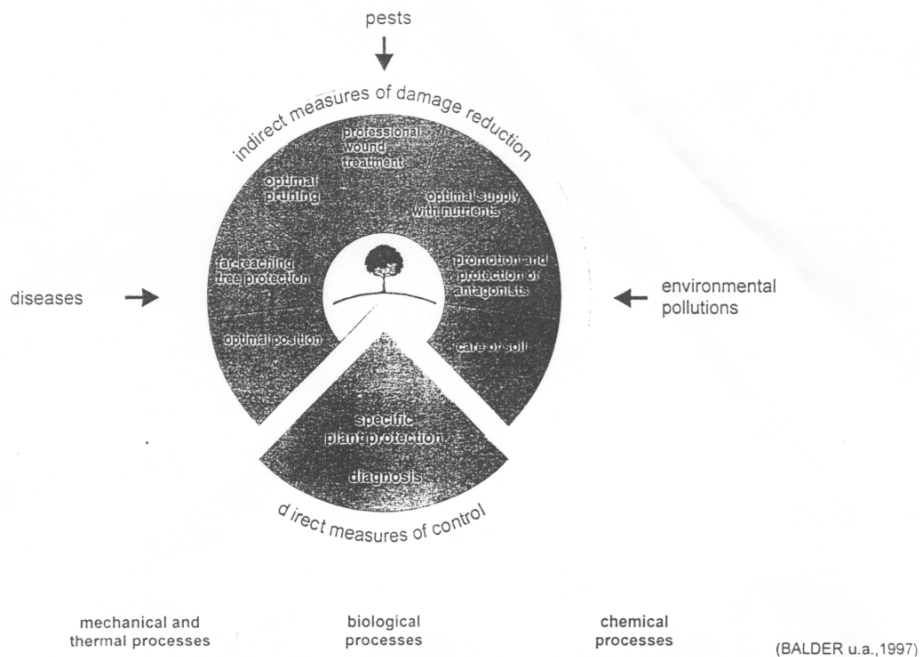 pests
indirect measures of damage reduction
professional
wound
treatment
optimal
pruning
optimal supply
with nutrients
far-reaching
tree protection
promotion and
protection of
antagonists
diseases
environmental
pollutions
optimal position
care of soil
specific
plant protection
diagnosis
direct measures of control
mechanical and
thermal processes
biological
processes
chemical
processes
(BALDER u.a.,1997)